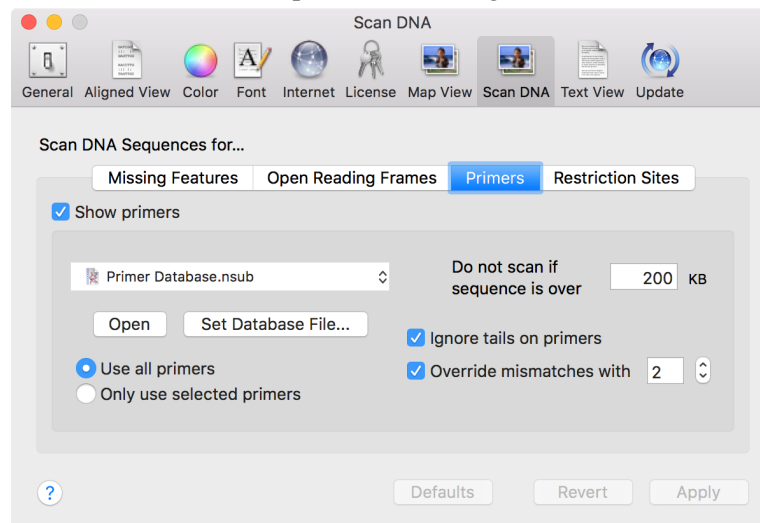 Scan DNA
General Aligned View Color Font Internet License Map View Scan DNA Text View Update
Scan DNA Sequences for...
Missing Features Open Reading Frames Primers Restriction Sites
Show primers
Primer Database.nsub
Do not scan if
sequence is over
200 KB
Open Set Database File...
Ignore tails on primers
Use all primers
Override mismatches with 2
Only use selected primers
? Defaults Revert Apply